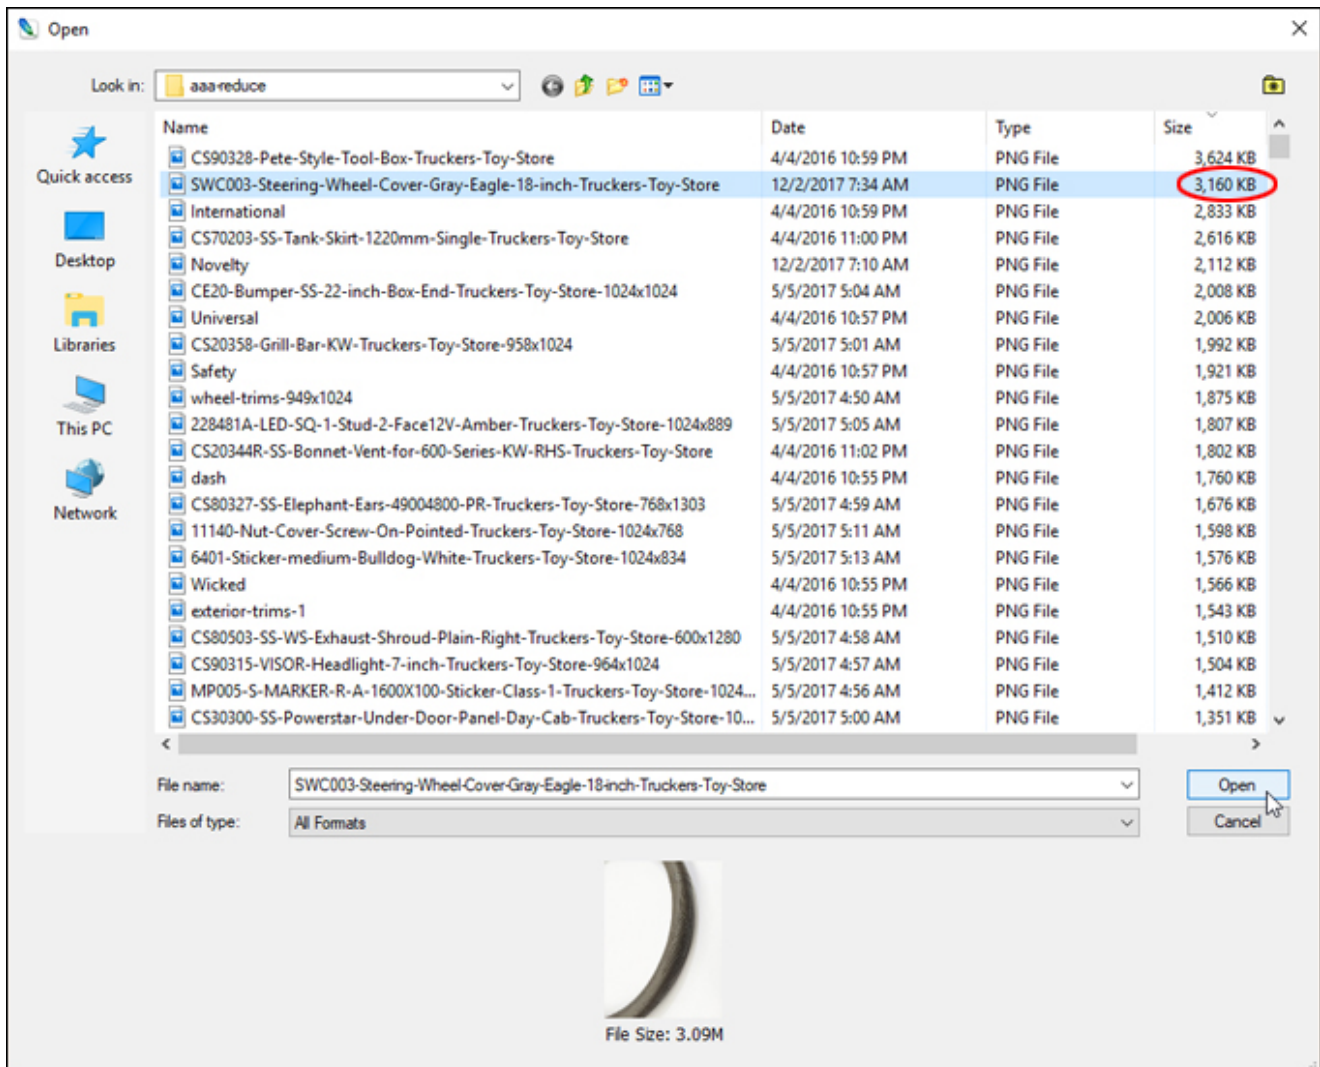 Open
Look in: aaa-reduce
Name Date Type Size
CS90328-Pete-Style-Tool-Box-Truckers-Toy-Store 4/4/2016 10:59 PM PNG File 3,624 KB
Quick access
SWC003-Steering-Wheel-Cover-Gray-Eagle-18-inch-Truckers-Toy-Store 12/2/2017 7:34 AM PNG File 3,160 KB
International 4/4/2016 10:59 PM PNG File 2,833 KB
CS70203-SS-Tank-Skirt-1220mm-Single-Truckers-Toy-Store 4/4/2016 11:00 PM PNG File 2,616 KB
Desktop
Novelty 12/2/2017 7:10 AM PNG File 2,112 KB
CE20-Bumper-SS-22-inch-Box-End-Truckers-Toy-Store-1024x1024 5/5/2017 5:04 AM PNG File 2,008 KB
Universal 4/4/2016 10:57 PM PNG File 2,006 KB
Libraries
CS20358-Grill-Bar-KW-Truckers-Toy-Store-958x1024 5/5/2017 5:01 AM PNG File 1,992 KB
Safety 4/4/2016 10:57 PM PNG File 1,921 KB
wheel-trims-949x1024 5/5/2017 4:50 AM PNG File 1,875 KB
This PC
228481A-LED-SQ-1-Stud-2-Face12V-Amber-Truckers-Toy-Store-1024x889 5/5/2017 5:05 AM PNG File 1,807 KB
CS20344R-SS-Bonnet-Vent-for-600-Series-KW-RHS-Truckers-Toy-Store 4/4/2016 11:02 PM PNG File 1,802 KB
dash 4/4/2016 10:55 PM PNG File 1,760 KB
CS80327-SS-Elephant-Ears-49004800-PR-Truckers-Toy-Store-768x1303 5/5/2017 4:59 AM PNG File 1,676 KB
Network
11140-Nut-Cover-Screw-On-Pointed-Truckers-Toy-Store-1024x768 5/5/2017 5:11 AM PNG File 1,598 KB
6401-Sticker-medium-Bulldog-White-Truckers-Toy-Store-1024x834 5/5/2017 5:13 AM PNG File 1,576 KB
Wicked 4/4/2016 10:55 PM PNG File 1,566 KB
exterior-trims-1 4/4/2016 10:55 PM PNG File 1,543 KB
CS80503-SS-WS-Exhaust-Shroud-Plain-Right-Truckers-Toy-Store-600x1280 5/5/2017 4:58 AM PNG File 1,510 KB
CS90315-VISOR-Headlight-7-inch-Truckers-Toy-Store-964x1024 5/5/2017 4:57 AM PNG File 1,504 KB
MP005-S-MARKER-R-A-1600X100-Sticker-Class-1-Truckers-Toy-Store-1024... 5/5/2017 4:56 AM PNG File 1,412 KB
CS30300-SS-Powerstar-Under-Door-Panel-Day-Cab-Truckers-Toy-Store-10... 5/5/2017 5:00 AM PNG File 1,351 KB
File name: SWC003-Steering-Wheel-Cover-Gray-Eagle-18-inch-Truckers-Toy-Store Open
Files of type: All Formats Cancel
File Size: 3.09M